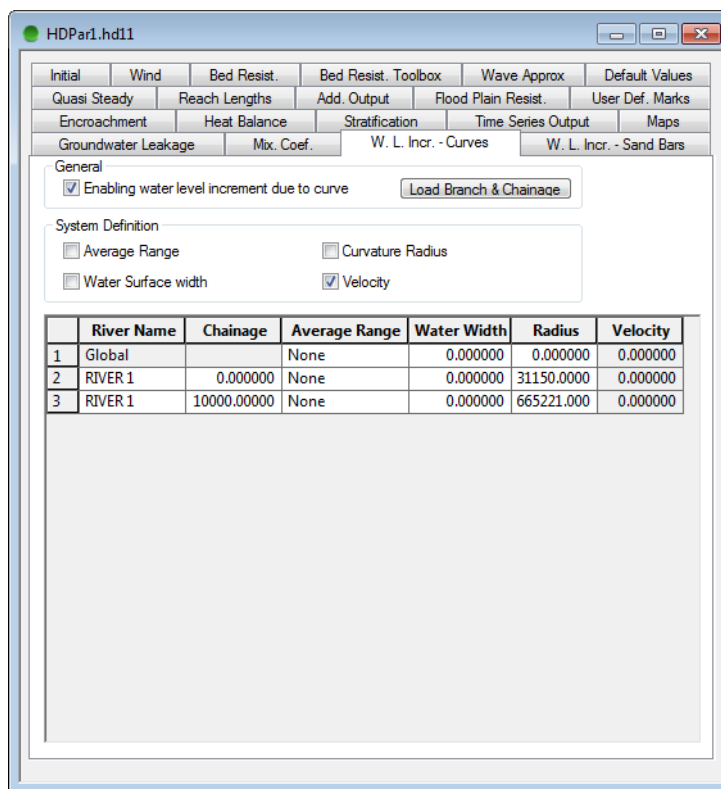 HDPar1.hd11
Initial Wind Bed Resist. Bed Resist. Toolbox Wave Approx Default Values
Quasi Steady Reach Lengths Add. Output Flood Plain Resist. User Def. Marks
Encroachment Heat Balance Stratification Time Series Output Maps
Groundwater Leakage Mix. Coef. W. L. Incr. - Curves W. L. Incr. - Sand Bars
General
Enabling water level increment due to curve Load Branch & Chainage
System Definition
Average Range Curvature Radius
Water Surface width Velocity
River Name Chainage Average Range Water Width Radius Velocity
1 Global None 0.000000 0.000000 0.000000
2 RIVER 1 0.000000 None 0.000000 31150.0000 0.000000
3 RIVER 1 10000.00000 None 0.000000 665221.000 0.000000